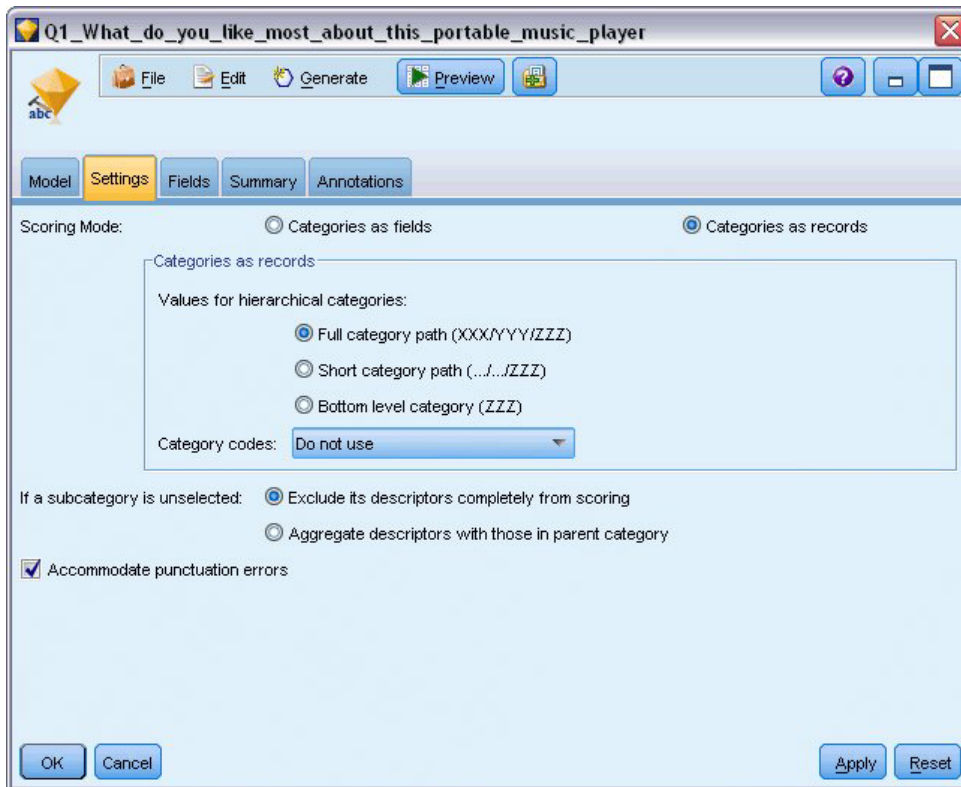 Q1_What_do_you_like_most_about_this_portable_music_player
abc
File Edit Generate Preview
Model Settings Fields Summary Annotations
Scoring Mode: Categories as fields Categories as records
Categories as records
Values for hierarchical categories:
Full category path (XXX/YYY/ZZZ)
Short category path (.../.../ZZZ)
Bottom level category (ZZZ)
Category codes: Do not use
If a subcategory is unselected: Exclude its descriptors completely from scoring
Aggregate descriptors with those in parent category
Accommodate punctuation errors
OK Cancel Apply Reset